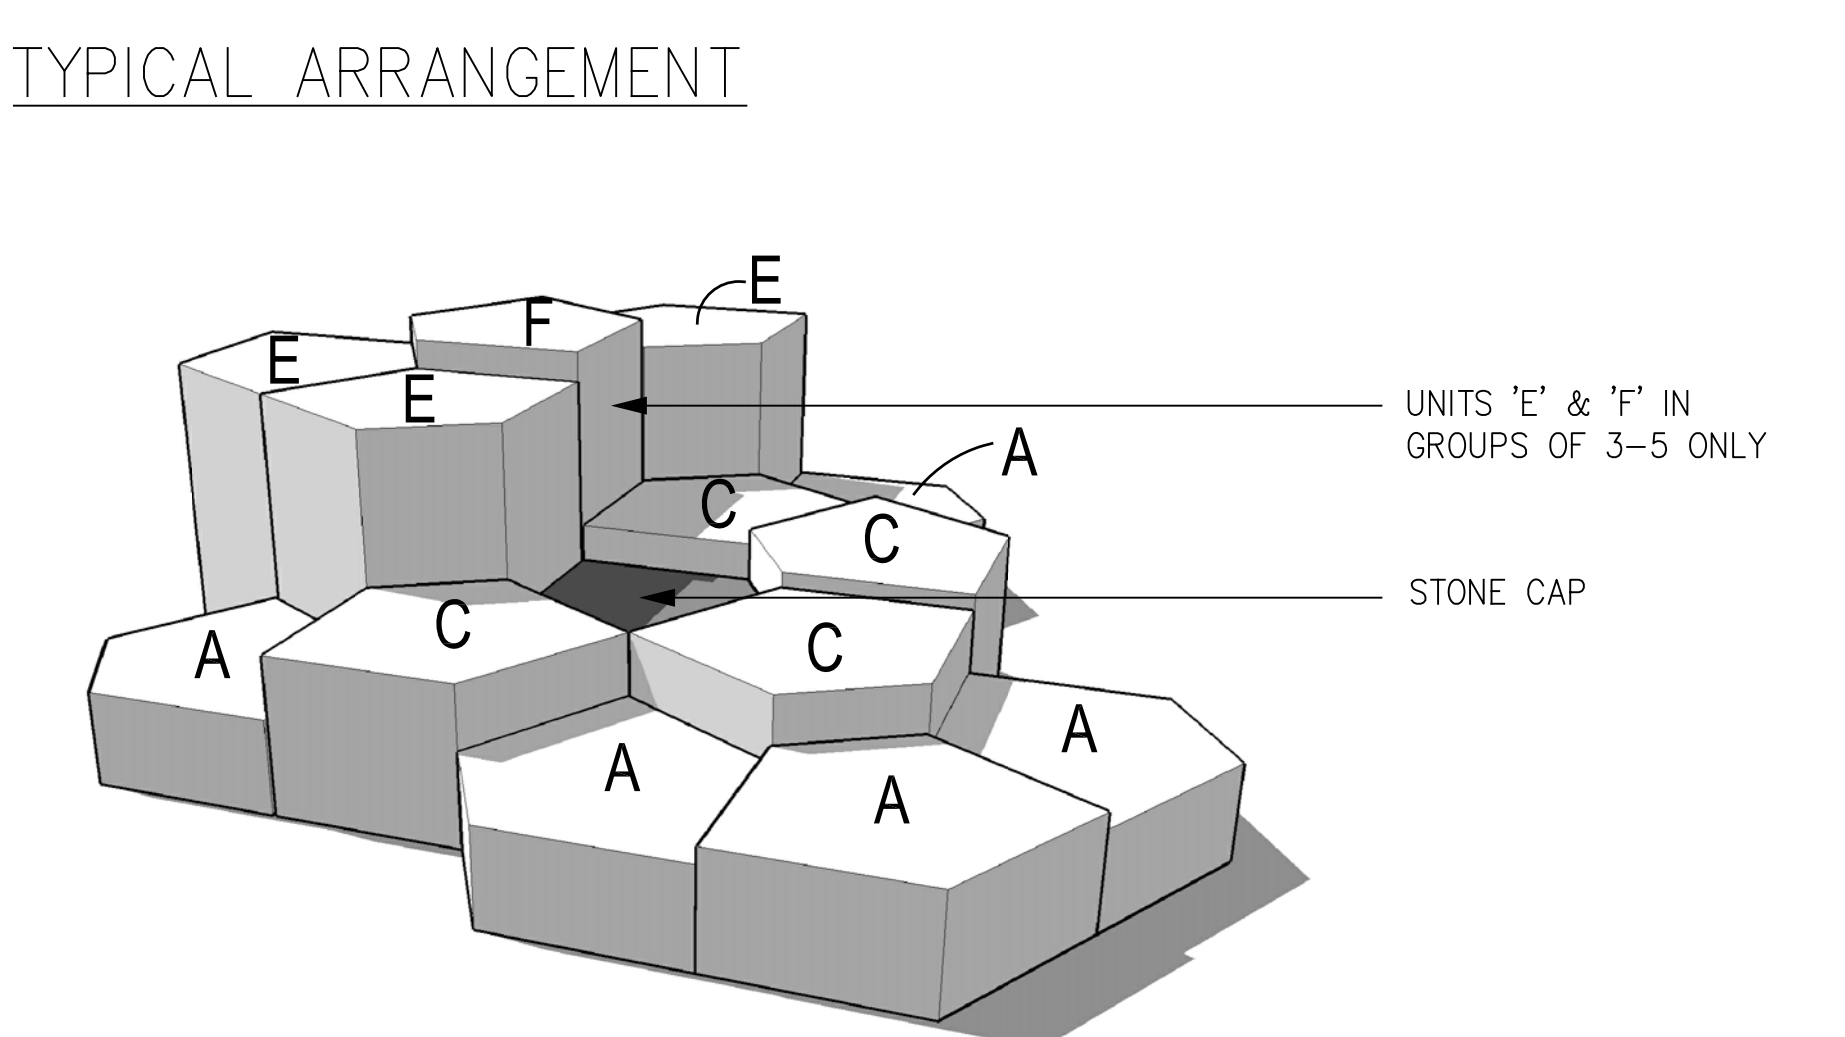 TYPICAL ARRANGEMENT
E
F
E
E
UNITS 'E' & 'F' IN
GROUPS OF 3-5 ONLY
A
C
C
STONE CAP
A
C
C
A
A
A